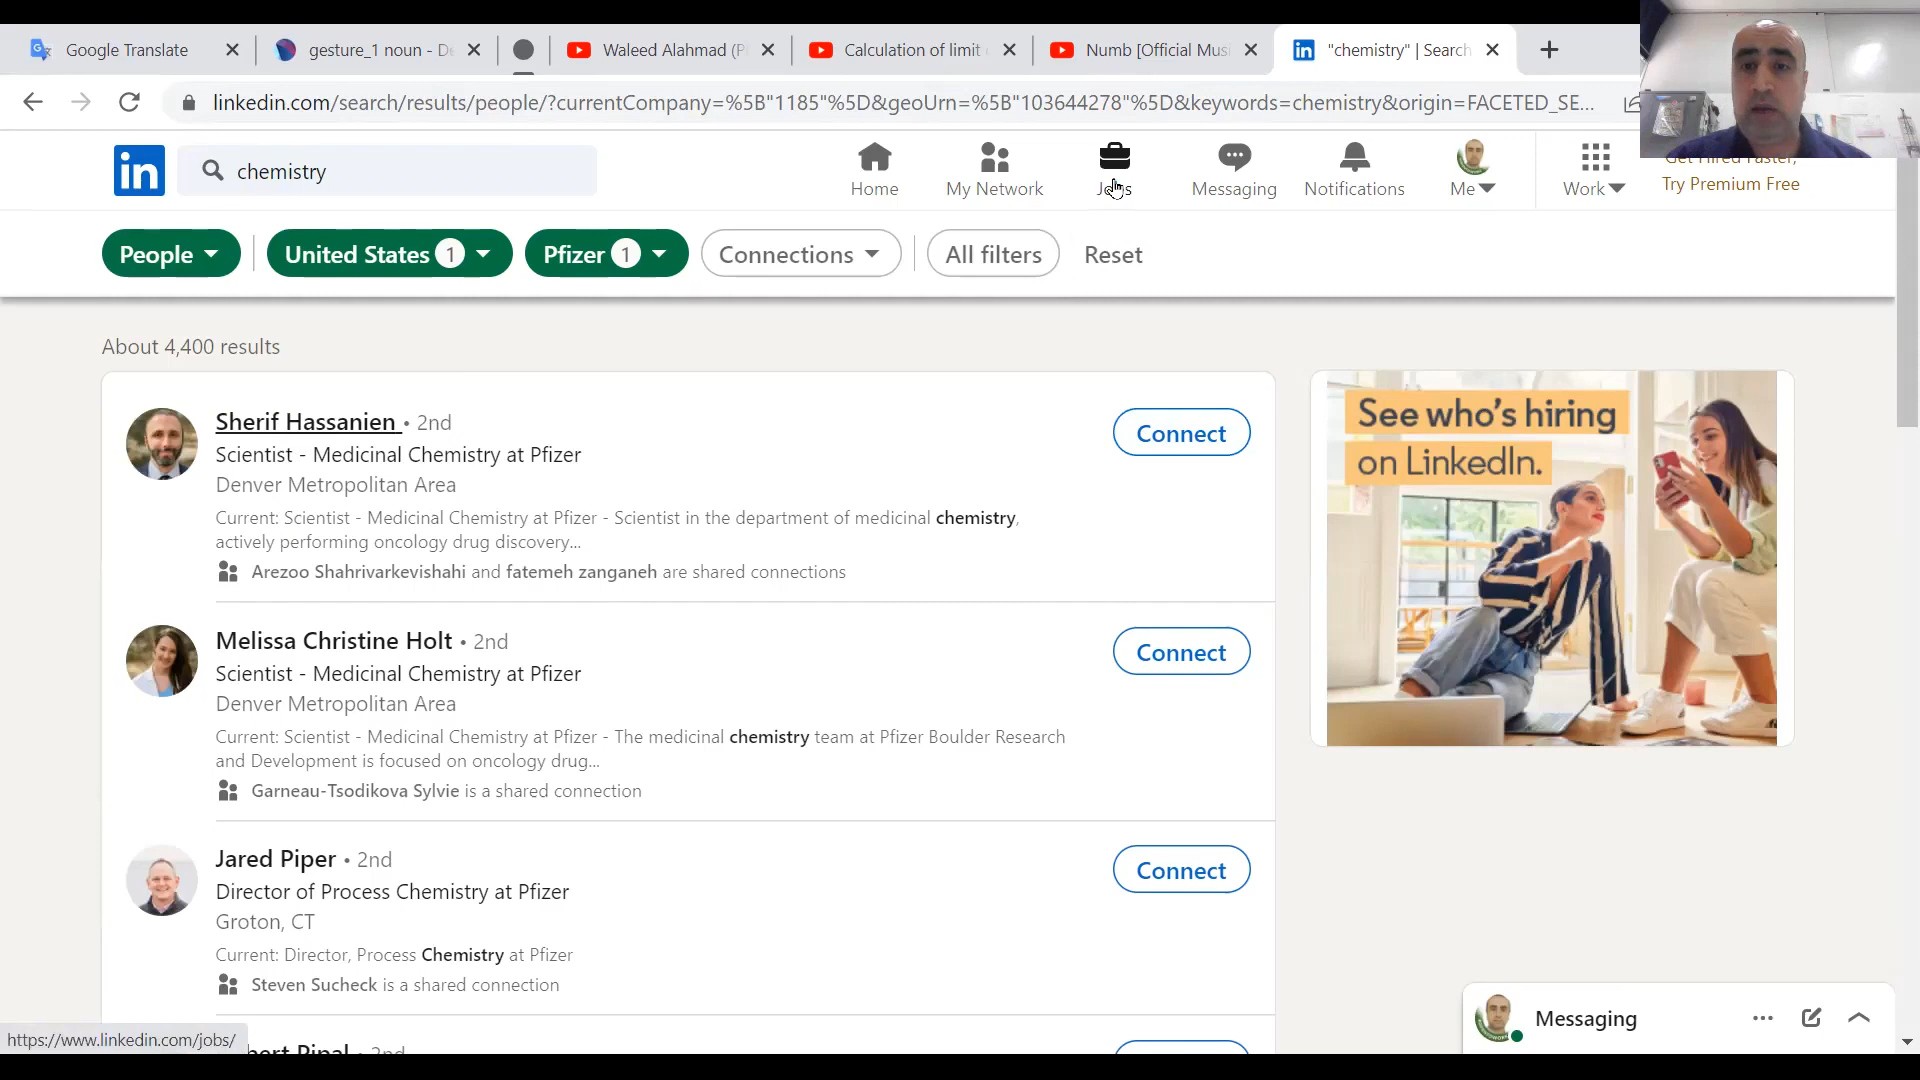 Google Translate
gesture_1 noun - De
Waleed Alahmad (P
Calculation of limit
Numb [Official Mus
"chemistry" | Search
linkedin.com/search/results/people/?currentCompany=%5B"1185"%5D&geoUrn=%5B"103644278"%5D&keywords=chemistry&origin=FACETED_SE...
in
chemistry
Home
My Network
Jobs
Messaging
Notifications
Me
Work
Get Hired Faster,
Try Premium Free
People
United States 1
Pfizer 1
Connections
All filters
Reset
About 4,400 results
Sherif Hassanien • 2nd
Connect
Scientist - Medicinal Chemistry at Pfizer
Denver Metropolitan Area
Current: Scientist - Medicinal Chemistry at Pfizer - Scientist in the department of medicinal chemistry,
actively performing oncology drug discovery...
Arezoo Shahrivarkevishahi and fatemeh zanganeh are shared connections
Melissa Christine Holt • 2nd
Connect
Scientist - Medicinal Chemistry at Pfizer
Denver Metropolitan Area
Current: Scientist - Medicinal Chemistry at Pfizer - The medicinal chemistry team at Pfizer Boulder Research
and Development is focused on oncology drug...
Garneau-Tsodikova Sylvie is a shared connection
Jared Piper • 2nd
Connect
Director of Process Chemistry at Pfizer
Groton, CT
Current: Director, Process Chemistry at Pfizer
Steven Sucheck is a shared connection
See who's hiring
on LinkedIn.
Messaging
https://www.linkedin.com/jobs/